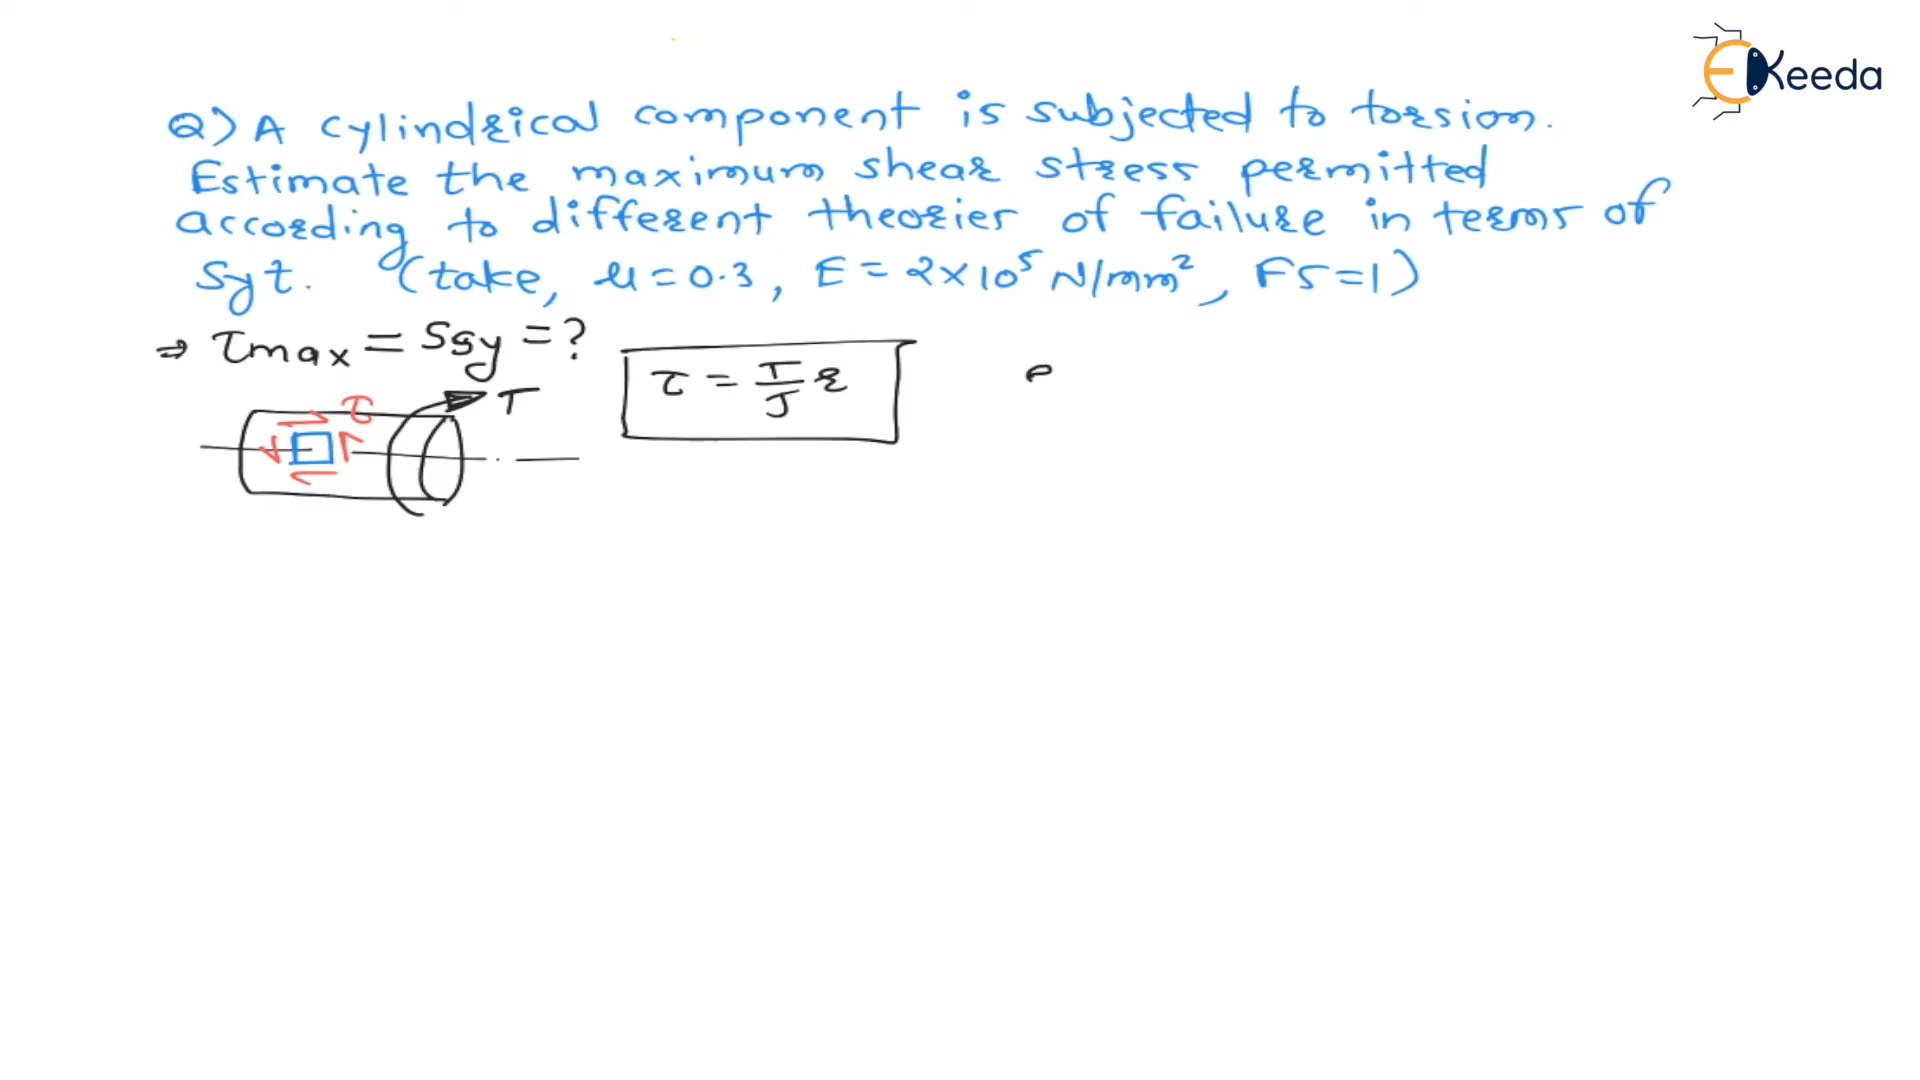 EKeeda
Q) A cylindrical component is subjected to torsion.
Estimate the maximum shear stress permitted
according to different theories of failure in terms of
Syt. (take, μ = 0.3, E = 2×10⁵ N/mm², FS = 1)
⇒ τmax = Ssy = ?
τ = T/J r
τ
T